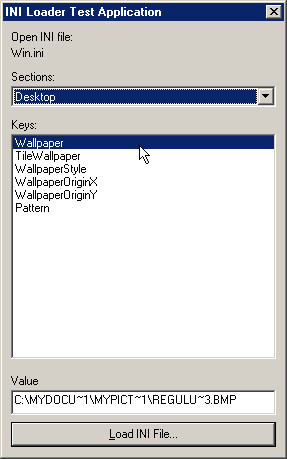 INI Loader Test Application
Open INI file:
Win.ini
Sections:
Desktop
Keys:
Wallpaper
TileWallpaper
WallpaperStyle
WallpaperOriginX
WallpaperOriginY
Pattern
Value
C:\MYDOCU~1\MYPICT~1\REGULU~3.BMP
Load INI File...